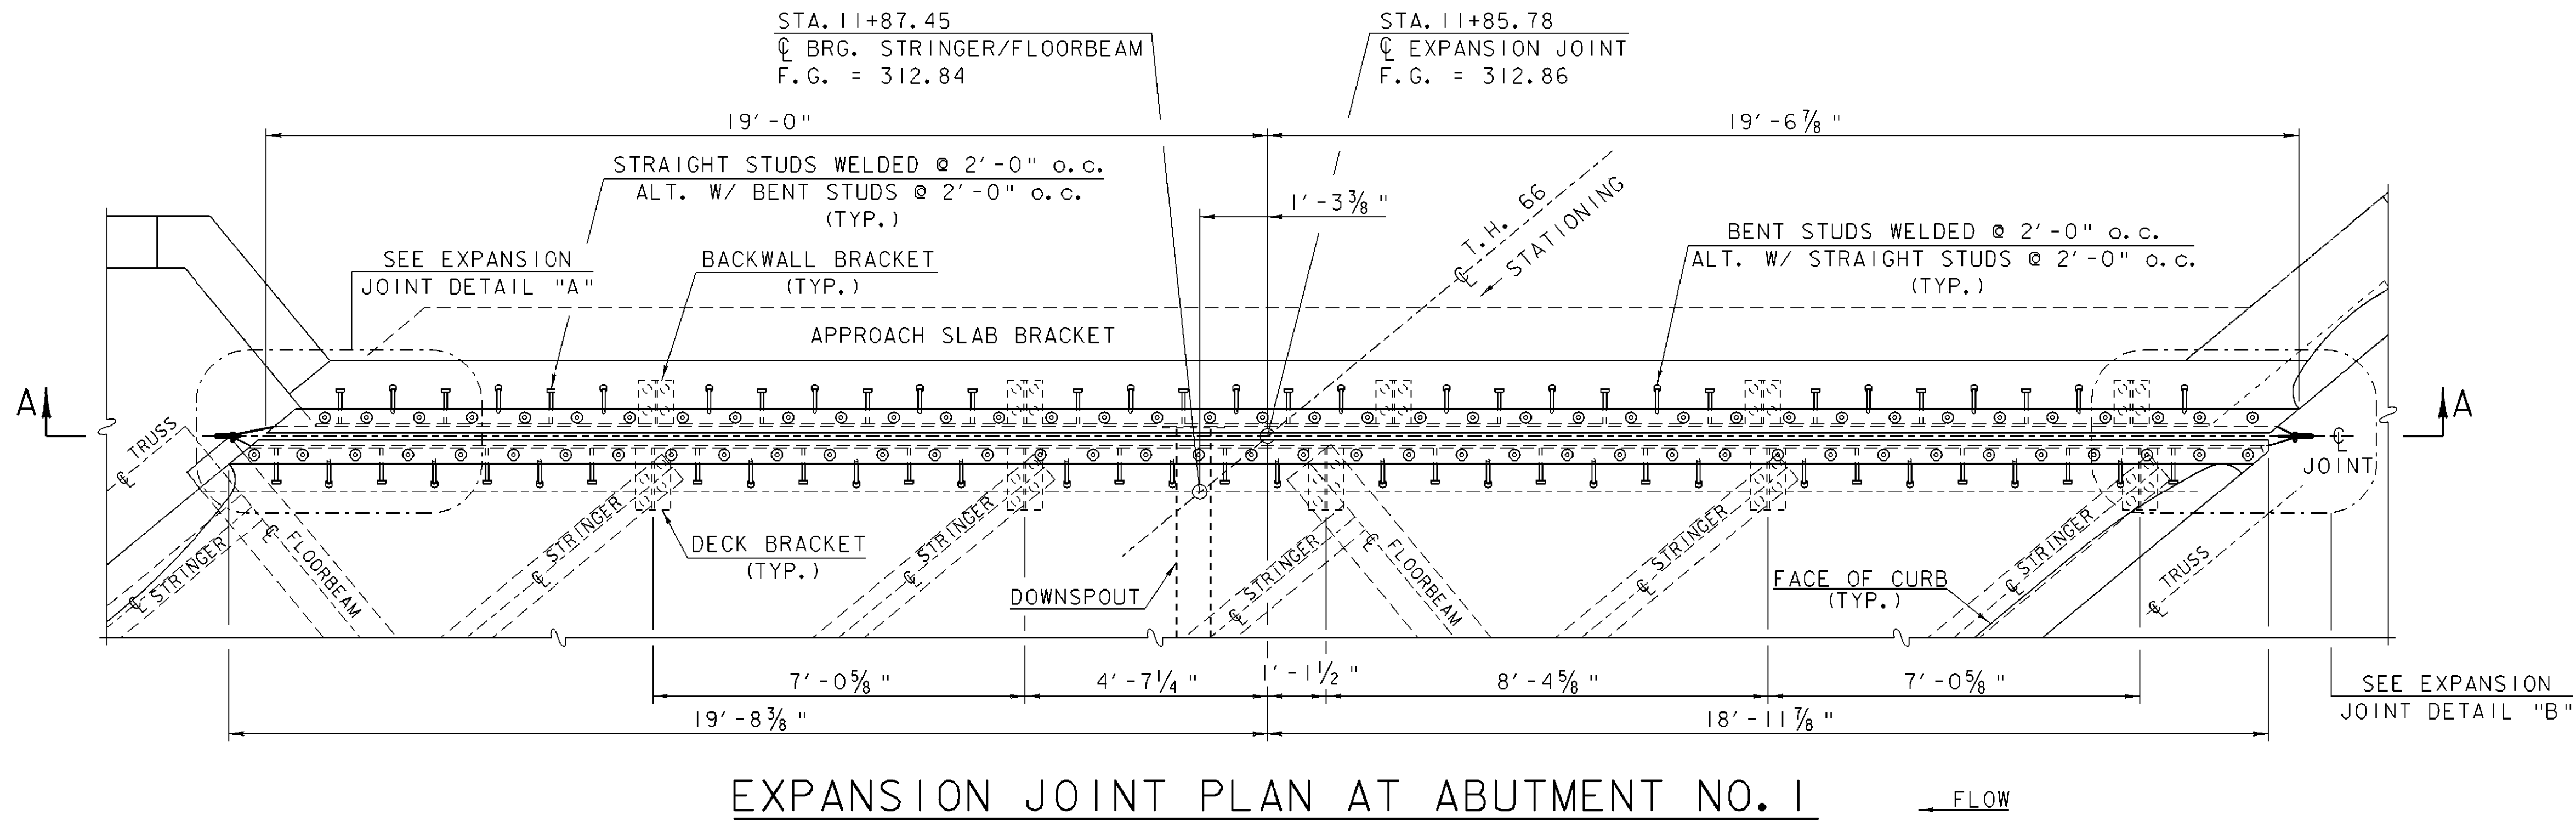 STA. 11+87.45
℄ BRG. STRINGER/FLOORBEAM
F.G. = 312.84
STA. 11+85.78
℄ EXPANSION JOINT
F.G. = 312.86
19'-0"
19'-6⅞"
STRAIGHT STUDS WELDED @ 2'-0" o.c.
ALT. W/ BENT STUDS @ 2'-0" o.c.
(TYP.)
1'-3⅜"
℄ T.H. 66
STATIONING
BENT STUDS WELDED @ 2'-0" o.c.
ALT. W/ STRAIGHT STUDS @ 2'-0" o.c.
(TYP.)
SEE EXPANSION
JOINT DETAIL "A"
BACKWALL BRACKET
(TYP.)
APPROACH SLAB BRACKET
A
A
℄ TRUSS
℄
JOINT
℄ STRINGER
℄ FLOORBEAM
℄ STRINGER
DECK BRACKET
(TYP.)
℄ STRINGER
DOWNSPOUT
℄ STRINGER
℄ FLOORBEAM
℄ STRINGER
FACE OF CURB
(TYP.)
℄ STRINGER
℄ TRUSS
7'-0⅝"
4'-7¼"
1'-1½"
8'-4⅝"
7'-0⅝"
19'-8⅜"
18'-11⅞"
SEE EXPANSION
JOINT DETAIL "B"
EXPANSION JOINT PLAN AT ABUTMENT NO. 1
FLOW